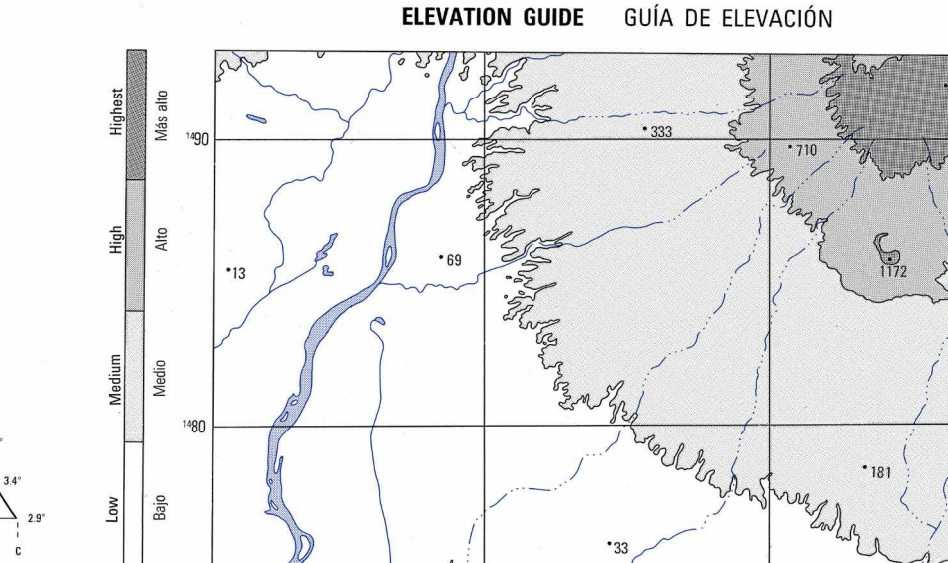 ELEVATION GUIDE GUÍA DE ELEVACIÓN
Highest Más alto
High Alto
Medium Medio
Low Bajo
1490
1480
333
710
69
13
1172
181
33
3.4°
2.9°
C